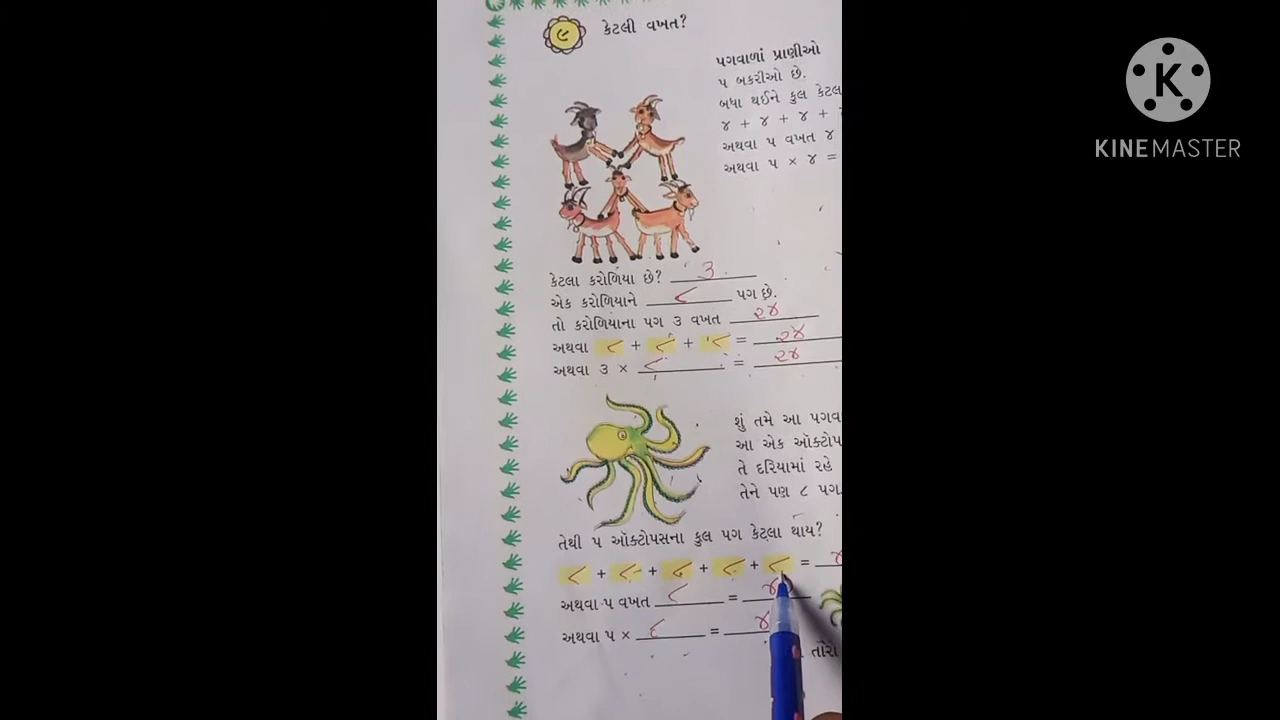 ૯ કેટલી વખત?
પગવાળાં પ્રાણીઓ
૫ બકરીઓ છે.
બધા થઈને કુલ
૪ + ૪ + ૪ +
અથવા ૫ વખત ૪
અથવા ૫ × ૪ =
K
KINEMASTER
કેટલા કરોળિયા છે? ૩
એક કરોળિયાને ૮ પગ છે.
તો કરોળિયાના પગ ૩ વખત ૨૪
અથવા ૮ + ૮ + ૮ = ૨૪
અથવા ૩ × ૮ = ૨૪
શું તમે આ
આ એક
તે દરિયામાં રહે
તેને પણ ૮ પગ
તેથી ૫ ઑક્ટોપસના કુલ પગ કેટલા થાય?
૮ + ૮ + ૮ + ૮ + ૮ =
અથવા ૫ વખત ૮ = ૪૦
અથવા ૫ × ૮ = ૪